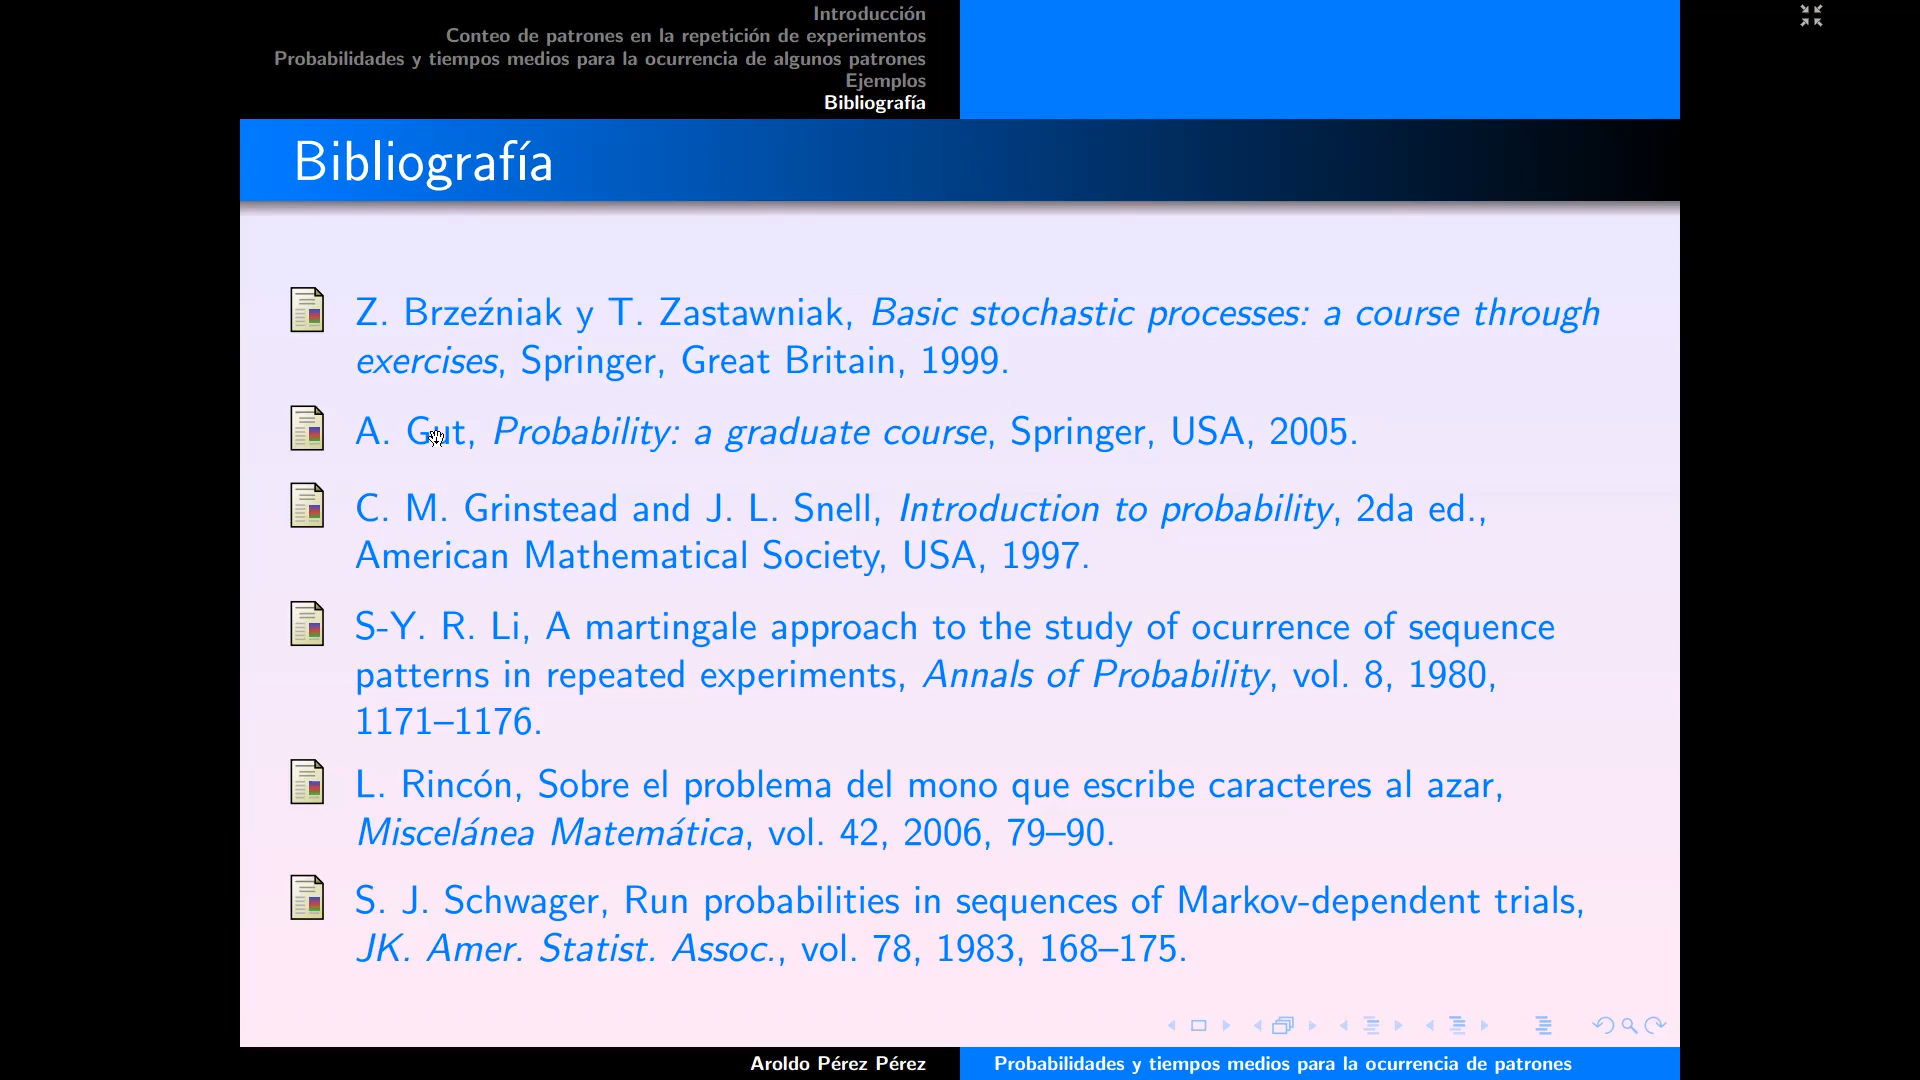 Introducción
Conteo de patrones en la repetición de experimentos
Probabilidades y tiempos medios para la ocurrencia de algunos patrones
Ejemplos
Bibliografía
Bibliografía
Z. Brzeźniak y T. Zastawniak, Basic stochastic processes: a course through
exercises, Springer, Great Britain, 1999.
A. Gut, Probability: a graduate course, Springer, USA, 2005.
C. M. Grinstead and J. L. Snell, Introduction to probability, 2da ed.,
American Mathematical Society, USA, 1997.
S-Y. R. Li, A martingale approach to the study of ocurrence of sequence
patterns in repeated experiments, Annals of Probability, vol. 8, 1980,
1171–1176.
L. Rincón, Sobre el problema del mono que escribe caracteres al azar,
Miscelánea Matemática, vol. 42, 2006, 79–90.
S. J. Schwager, Run probabilities in sequences of Markov-dependent trials,
JK. Amer. Statist. Assoc., vol. 78, 1983, 168–175.
Aroldo Pérez Pérez
Probabilidades y tiempos medios para la ocurrencia de patrones